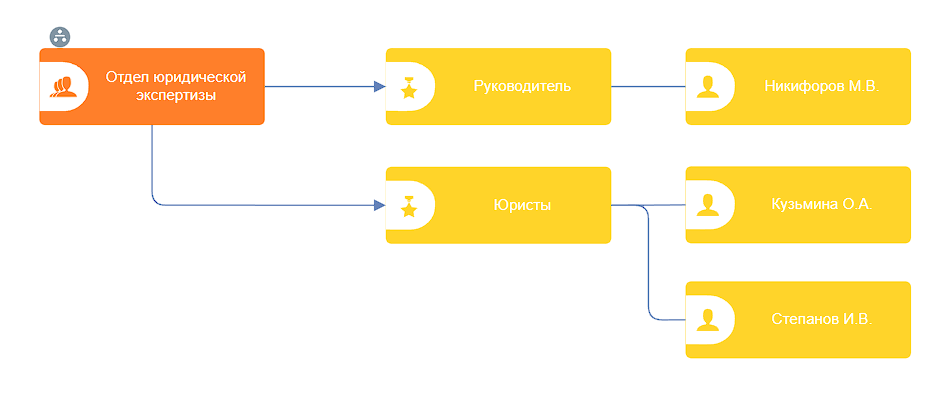 Отдел юридической
экспертизы
Руководитель
Никифоров М.В.
Юристы
Кузьмина О.А.
Степанов И.В.